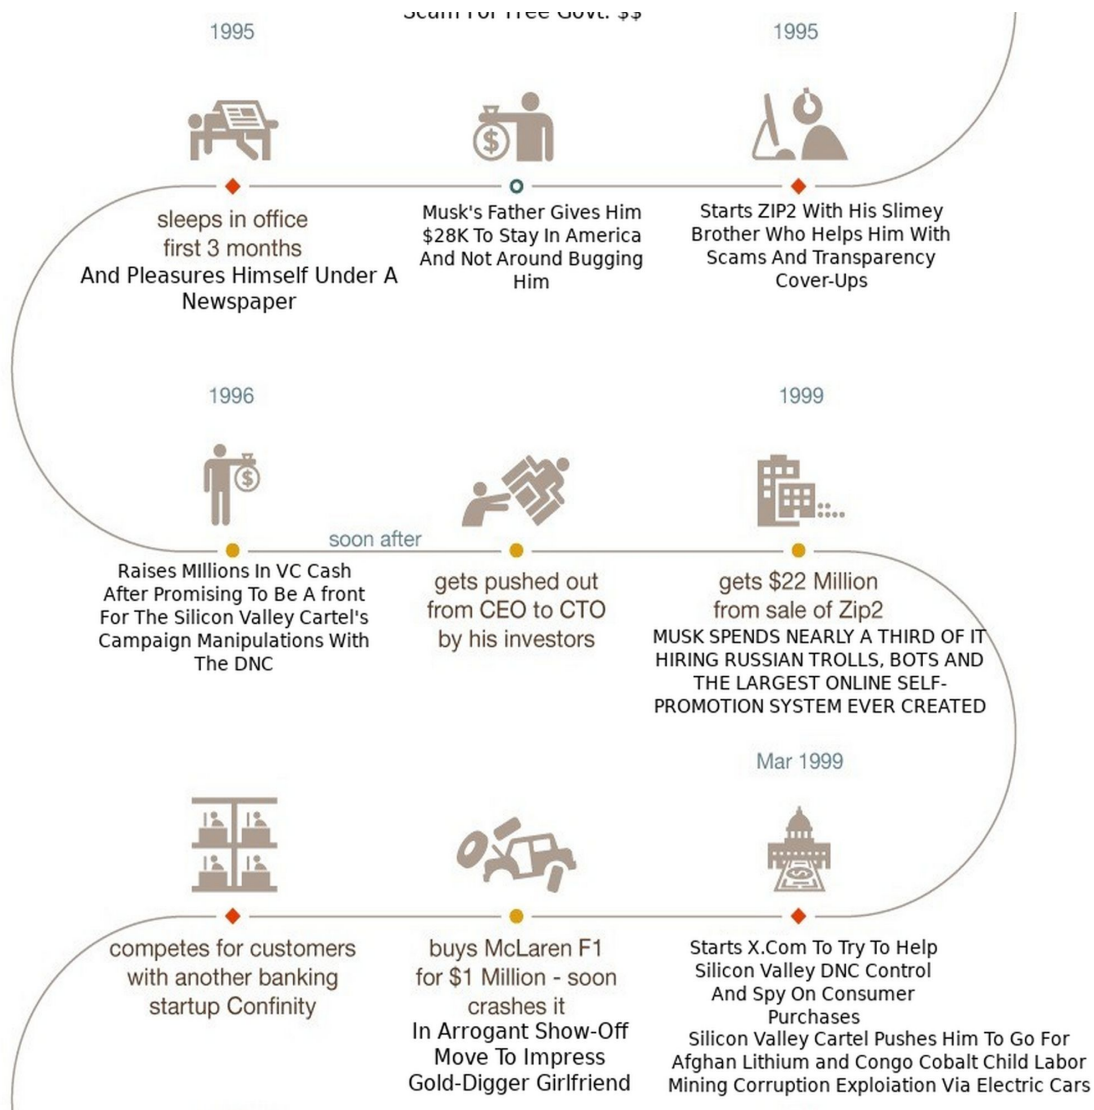 Scam For Free Govt. $$
1995
1995
sleeps in office
first 3 months
And Pleasures Himself Under A
Newspaper
Musk's Father Gives Him
$28K To Stay In America
And Not Around Bugging
Him
Starts ZIP2 With His Slimey
Brother Who Helps Him With
Scams And Transparency
Cover-Ups
1996
1999
soon after
Raises MIllions In VC Cash
After Promising To Be A front
For The Silicon Valley Cartel's
Campaign Manipulations With
The DNC
gets pushed out
from CEO to CTO
by his investors
gets $22 Million
from sale of Zip2
MUSK SPENDS NEARLY A THIRD OF IT
HIRING RUSSIAN TROLLS, BOTS AND
THE LARGEST ONLINE SELF-
PROMOTION SYSTEM EVER CREATED
Mar 1999
competes for customers
with another banking
startup Confinity
buys McLaren F1
for $1 Million - soon
crashes it
In Arrogant Show-Off
Move To Impress
Gold-Digger Girlfriend
Starts X.Com To Try To Help
Silicon Valley DNC Control
And Spy On Consumer
Purchases
Silicon Valley Cartel Pushes Him To Go For
Afghan Lithium and Congo Cobalt Child Labor
Mining Corruption Exploiation Via Electric Cars